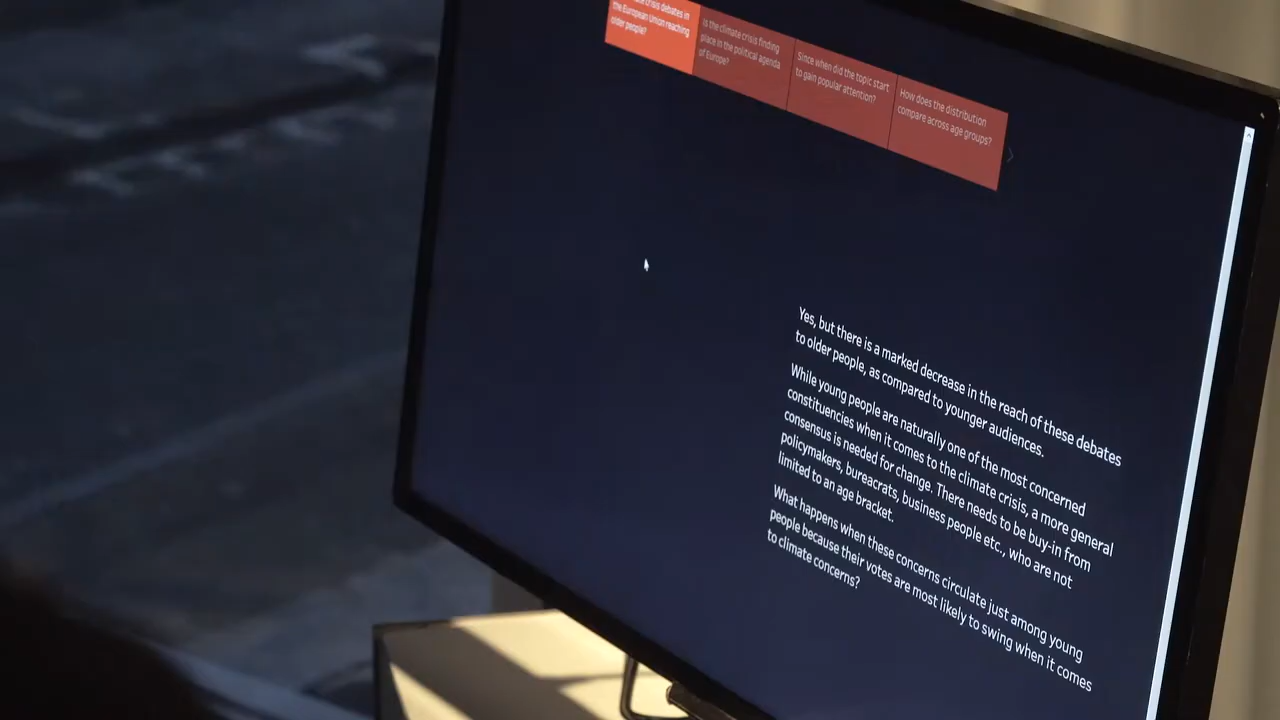 crisis debates in
the European Union reaching
older people?
Is the climate crisis finding
place in the political agenda
of Europe?
Since when did the topic start
to gain popular attention?
How does the distribution
compare across age groups?
Yes, but there is a marked decrease in the reach of these debates
to older people, as compared to younger audiences.
While young people are naturally one of the most concerned
constituencies when it comes to the climate crisis, a more general
consensus is needed for change. There needs to be buy-in from
policymakers, bureacrats, business people etc., who are not
limited to an age bracket.
What happens when these concerns circulate just among young
people because their votes are most likely to swing when it comes
to climate concerns?